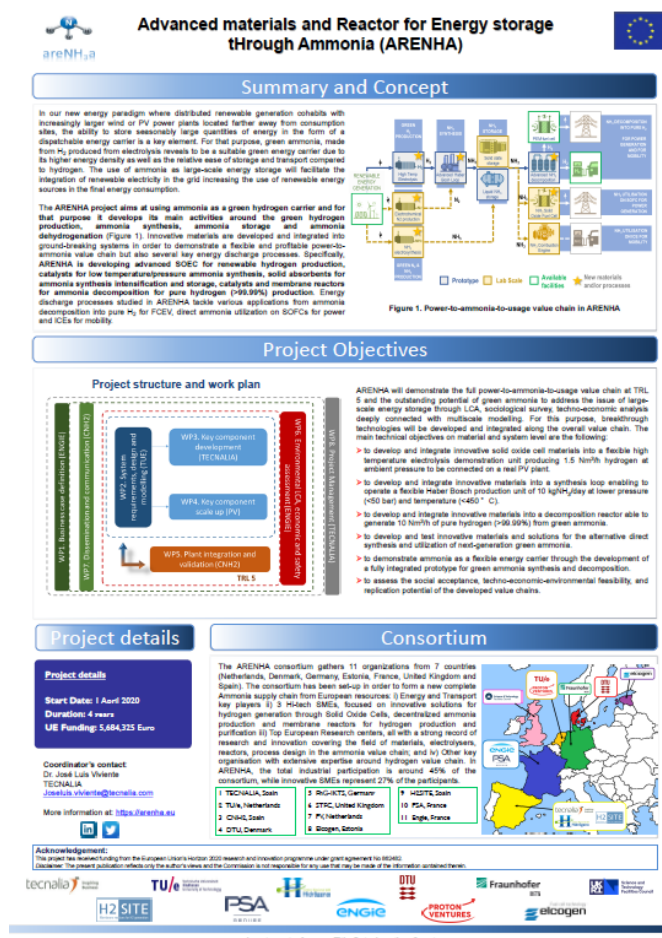 Advanced materials and Reactor for Energy storage
tHrough Ammonia (ARENHA)
areNH₃a
Summary and Concept
In our new energy paradigm where distributed renewable generation cohabits with
increasingly larger wind or PV power plants located farther away from consumption
sites, the ability to store seasonably large quantities of energy in the form of a
dispatchable energy carrier is a key element. For that purpose, green ammonia, made
from H₂ produced from electrolysis reveals to be a suitable green energy carrier due to
its higher energy density as well as the relative ease of storage and transport compared
to hydrogen. The use of ammonia as large-scale energy storage will facilitate the
integration of renewable electricity in the grid increasing the use of renewable energy
sources in the final energy consumption.
The ARENHA project aims at using ammonia as a green hydrogen carrier and for
that purpose it develops its main activities around the green hydrogen
production, ammonia synthesis, ammonia storage and ammonia
dehydrogenation (Figure 1). Innovative materials are developed and integrated into
ground-breaking systems in order to demonstrate a flexible and profitable power-to-
ammonia value chain but also several key energy discharge processes. Specifically,
ARENHA is developing advanced SOEC for renewable hydrogen production,
catalysts for low temperature/pressure ammonia synthesis, solid absorbents for
ammonia synthesis intensification and storage, catalysts and membrane reactors
for ammonia decomposition for pure hydrogen (>99.99%) production. Energy
discharge processes studied in ARENHA tackle various applications from ammonia
decomposition into pure H₂ for FCEV, direct ammonia utilization on SOFCs for power
and ICEs for mobility.
RENEWABLE
ENERGY
GENERATION
Prototype
Lab Scale
Available
facilities
New materials
and/or processes
Figure 1. Power-to-ammonia-to-usage value chain in ARENHA
Project Objectives
Project structure and work plan
WP1. Business case definition (ENGIE)
WP7. Dissemination and communication (CNH2)
WP2. System
requirements, design and
modelling (TUE)
WP3. Key component
development
(TECNALIA)
WP4. Key component
scale up (PV)
WP5. Plant integration and
validation (CNH2)
TRL 5
WP6. Environmental LCA,
economic and safety
assessment (ENGIE)
WP8. Project Management (TECNALIA)
ARENHA will demonstrate the full power-to-ammonia-to-usage value chain at TRL
5 and the outstanding potential of green ammonia to address the issue of large-
scale energy storage through LCA, sociological survey, techno-economic analysis
deeply connected with multiscale modelling. For this purpose, breakthrough
technologies will be developed and integrated along the overall value chain. The
main technical objectives on material and system level are the following:
➤ to develop and integrate innovative solid oxide cell materials into a flexible high
temperature electrolysis demonstration unit producing 1.5 Nm³/h hydrogen at
ambient pressure to be connected on a real PV plant.
➤ to develop and integrate innovative materials into a synthesis loop enabling to
operate a flexible Haber Bosch production unit of 10 kgNH₃/day at lower pressure
(<50 bar) and temperature (<450 ° C).
➤ to develop and integrate innovative materials into a decomposition reactor able to
generate 10 Nm³/h of pure hydrogen (>99.99%) from green ammonia.
➤ to develop and test innovative materials and solutions for the alternative direct
synthesis and utilization of next-generation green ammonia.
➤ to demonstrate ammonia as a flexible energy carrier through the development of
a fully integrated prototype for green ammonia synthesis and decomposition.
➤ to assess the social acceptance, techno-economic-environmental feasibility, and
replication potential of the developed value chains.
Project details
Project details
Start Date: 1 April 2020
Duration: 4 years
UE Funding: 5,684,325 Euro
Coordinator's contact:
Dr. José Luis Viviente
TECNALIA
Joseluis.viviente@tecnalia.com
More information at: https://arenha.eu
Consortium
The ARENHA consortium gathers 11 organizations from 7 countries
(Netherlands, Denmark, Germany, Estonia, France, United Kingdom and
Spain). The consortium has been set-up in order to form a new complete
Ammonia supply chain from European resources: i) Energy and Transport
key players ii) 3 Hi-tech SMEs, focused on innovative solutions for
hydrogen generation through Solid Oxide Cells, decentralized ammonia
production and membrane reactors for hydrogen production and
purification iii) Top European Research centers, all with a strong record of
research and innovation covering the field of materials, electrolysers,
reactors, process design in the ammonia value chain; and iv) Other key
organisation with extensive expertise around hydrogen value chain. In
ARENHA, the total industrial participation is around 45% of the
consortium, while innovative SMEs represent 27% of the participants.
1 TECNALIA, Spain
2 TU/e, Netherlands
3 CNH2, Spain
4 DTU, Denmark
5 FhG-IKTS, Germany
6 STFC, United Kingdom
7 PV, Netherlands
8 Elcogen, Estonia
9 H2SITE, Spain
10 PSA, France
11 Engie, France
TU/e
PROTON
VENTURES
Fraunhofer
DTU
elcogen
ENGIE
PSA
tecnalia
H2 SITE
Acknowledgement:
This project has received funding from the European Union's Horizon 2020 research and innovation programme under grant agreement No 862482.
Disclaimer: The present publication reflects only the author's views and the Commission is not responsible for any use that may be made of the information contained therein.
tecnalia
TU/e
DTU
Fraunhofer
IKTS
Science and
Technology
Facilities Council
H2 SITE
PSA
GROUPE
ENGIE
PROTON
VENTURES
elcogen